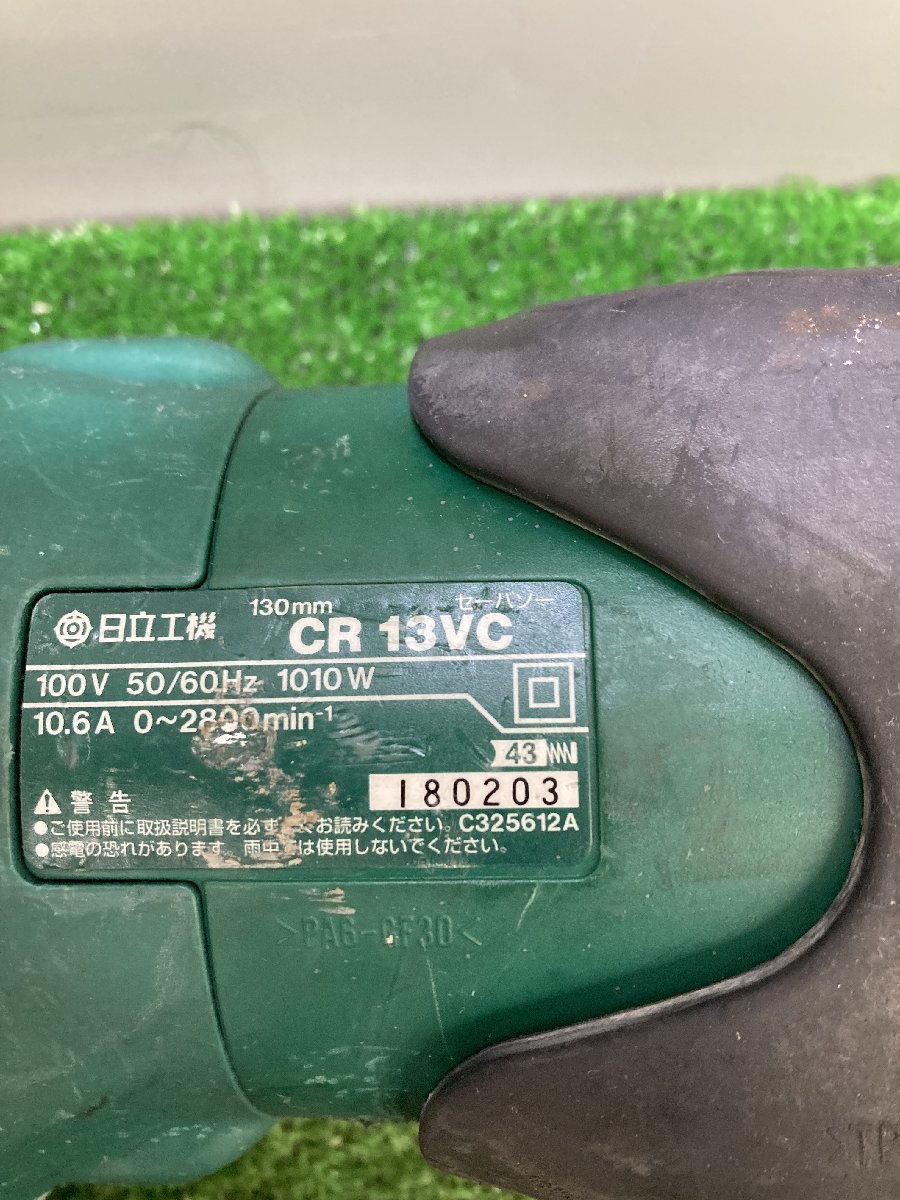 日立工機 130mm セーバソー
CR 13VC
100V 50/60Hz 1010W
10.6A 0~2800min-1
43
180203
警告
●ご使用前に取扱説明書を必ず お読みください。 C325612A
●感電の恐れがあります。雨中 は使用しないでください。
>PA6-GF30<
>TP